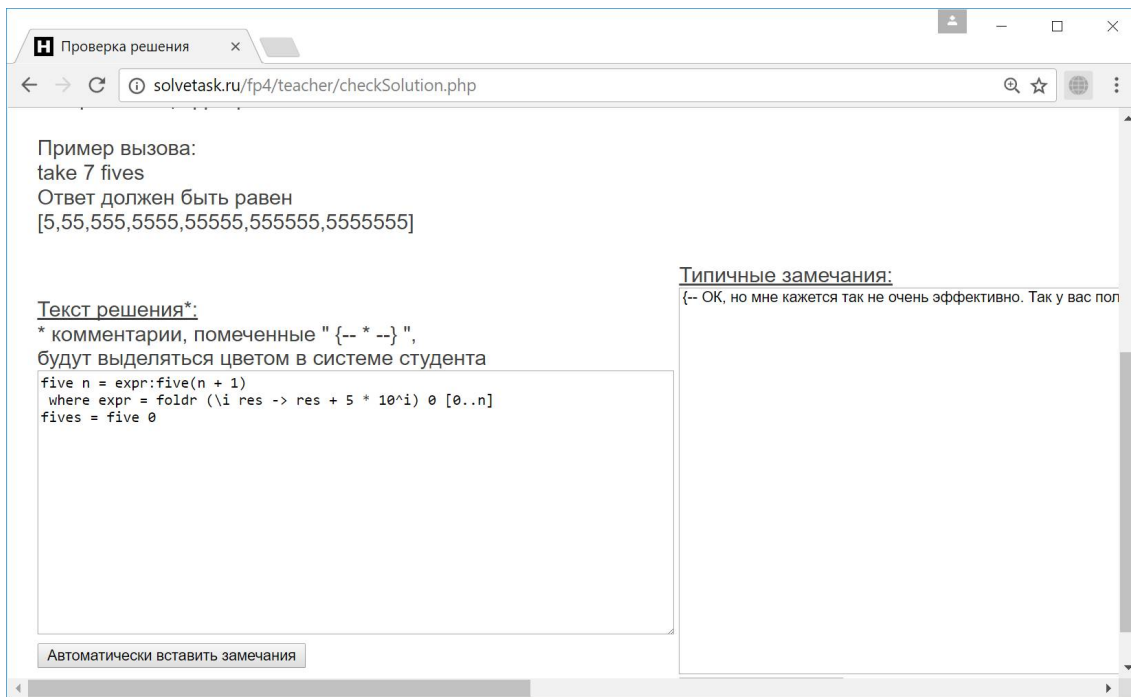 Проверка решения
solvetask.ru/fp4/teacher/checkSolution.php
Пример вызова:
take 7 fives
Ответ должен быть равен
[5,55,555,5555,55555,555555,5555555]
Типичные замечания:
{-- ОК, но мне кажется так не очень эффективно. Так у вас пол
Текст решения*:
* комментарии, помеченные " {-- * --} ",
будут выделяться цветом в системе студента
five n = expr:five(n + 1)
where expr = foldr (\i res -> res + 5 * 10^i) 0 [0..n]
fives = five 0
Автоматически вставить замечания